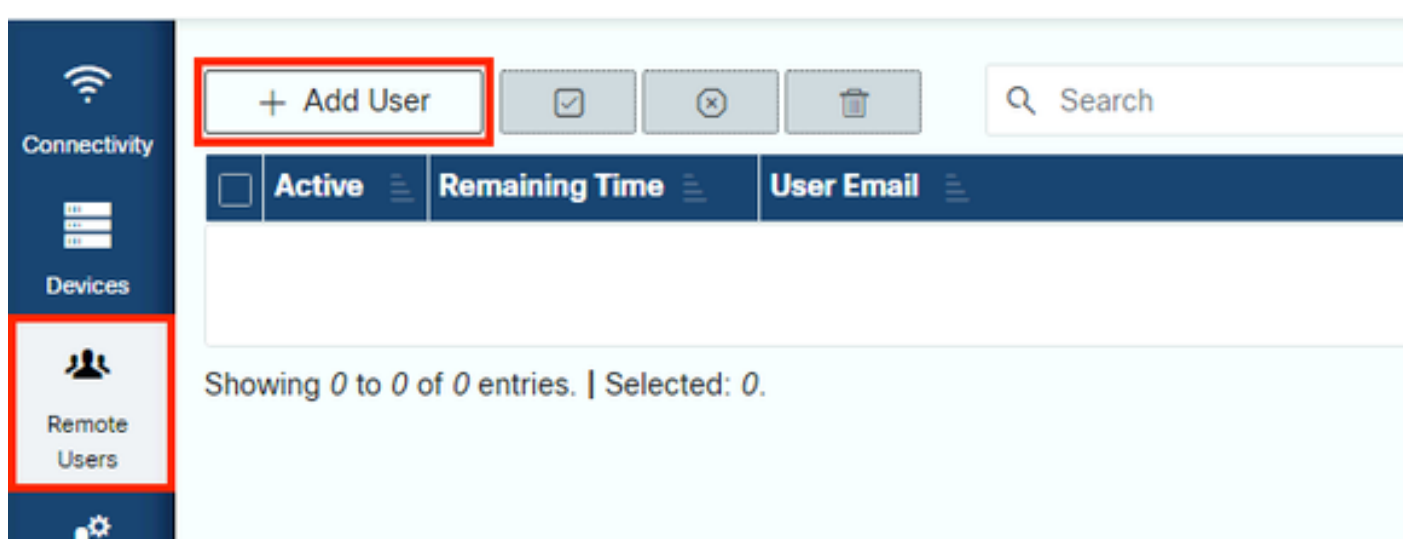 Connectivity
Devices
Remote
Users
+ Add User
Search
Active Remaining Time User Email
Showing 0 to 0 of 0 entries. | Selected: 0.